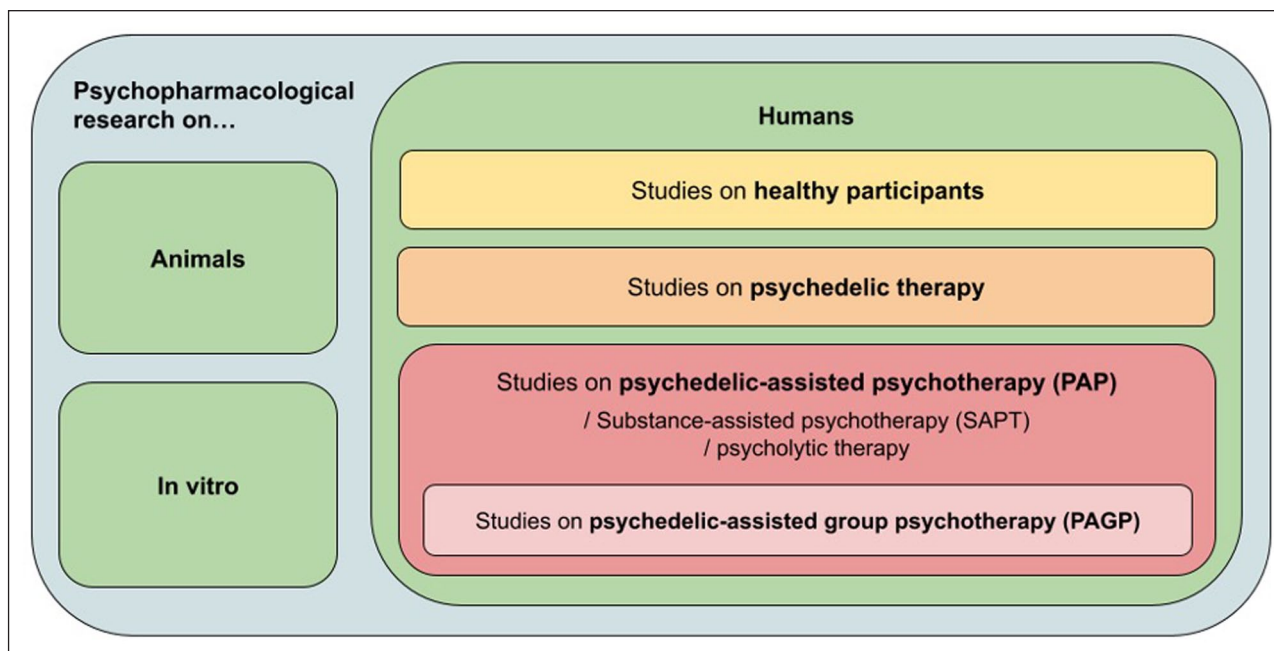 Psychopharmacological
research on…
Animals
In vitro
Humans
Studies on healthy participants
Studies on psychedelic therapy
Studies on psychedelic-assisted psychotherapy (PAP)
/ Substance-assisted psychotherapy (SAPT)
/ psycholytic therapy
Studies on psychedelic-assisted group psychotherapy (PAGP)